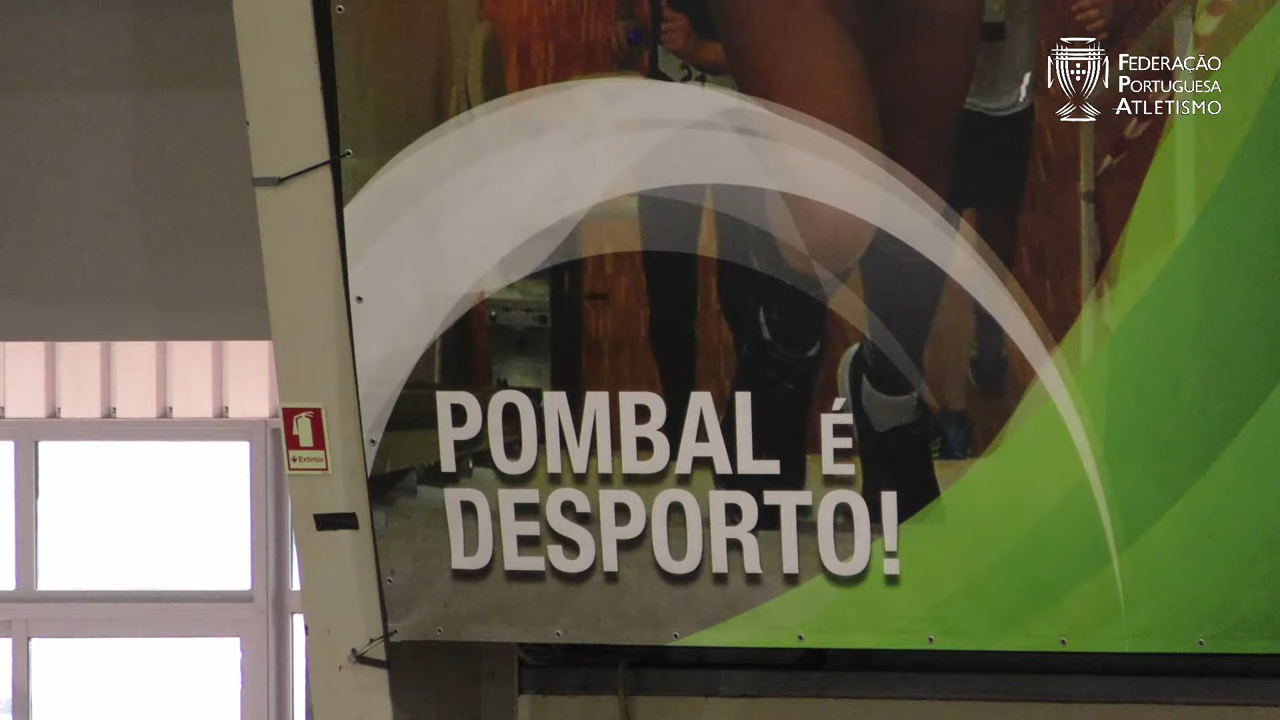 FEDERAÇÃO
PORTUGUESA
ATLETISMO
POMBAL É
DESPORTO!
Extintor